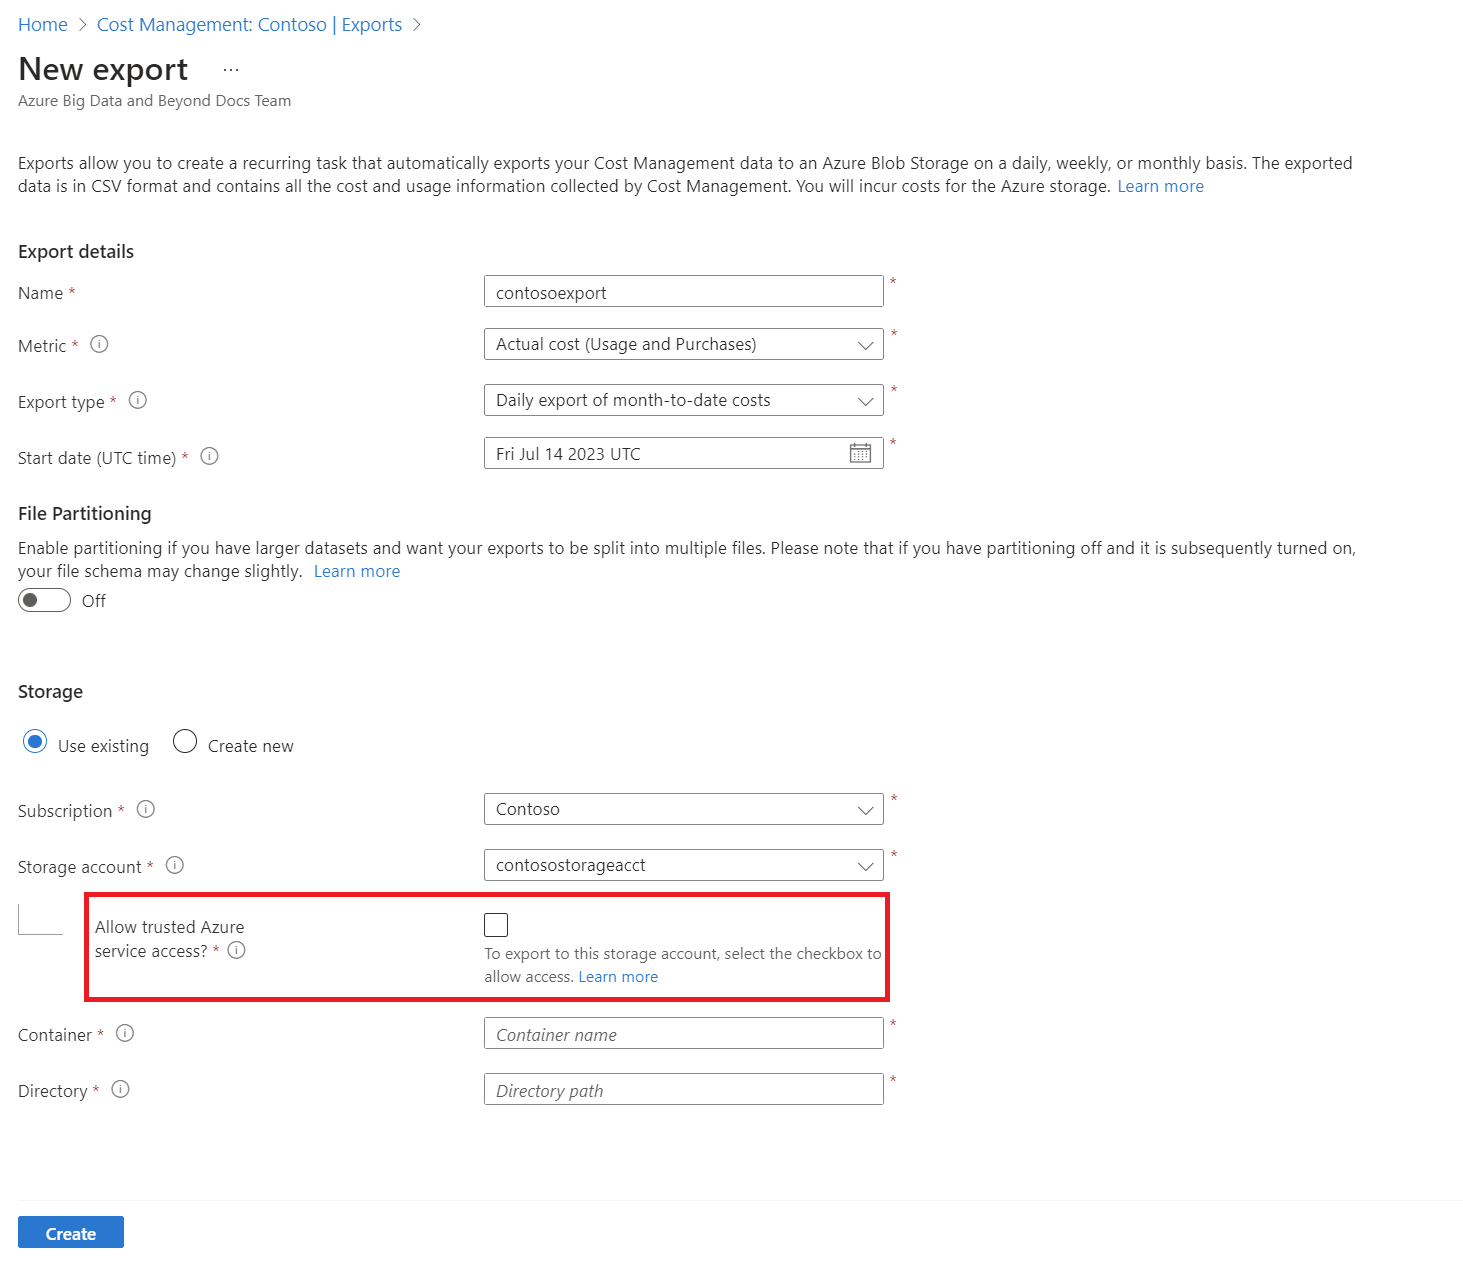 Home > Cost Management: Contoso | Exports >
New export ...
Azure Big Data and Beyond Docs Team
Exports allow you to create a recurring task that automatically exports your Cost Management data to an Azure Blob Storage on a daily, weekly, or monthly basis. The exported
data is in CSV format and contains all the cost and usage information collected by Cost Management. You will incur costs for the Azure storage. Learn more
Export details
Name * contosoexport *
Metric * Actual cost (Usage and Purchases) *
Export type * Daily export of month-to-date costs *
Start date (UTC time) * Fri Jul 14 2023 UTC *
File Partitioning
Enable partitioning if you have larger datasets and want your exports to be split into multiple files. Please note that if you have partitioning off and it is subsequently turned on,
your file schema may change slightly. Learn more
Off
Storage
Use existing Create new
Subscription * Contoso *
Storage account * contosostorageacct *
Allow trusted Azure
service access? *
To export to this storage account, select the checkbox to
allow access. Learn more
Container * Container name *
Directory * Directory path *
Create